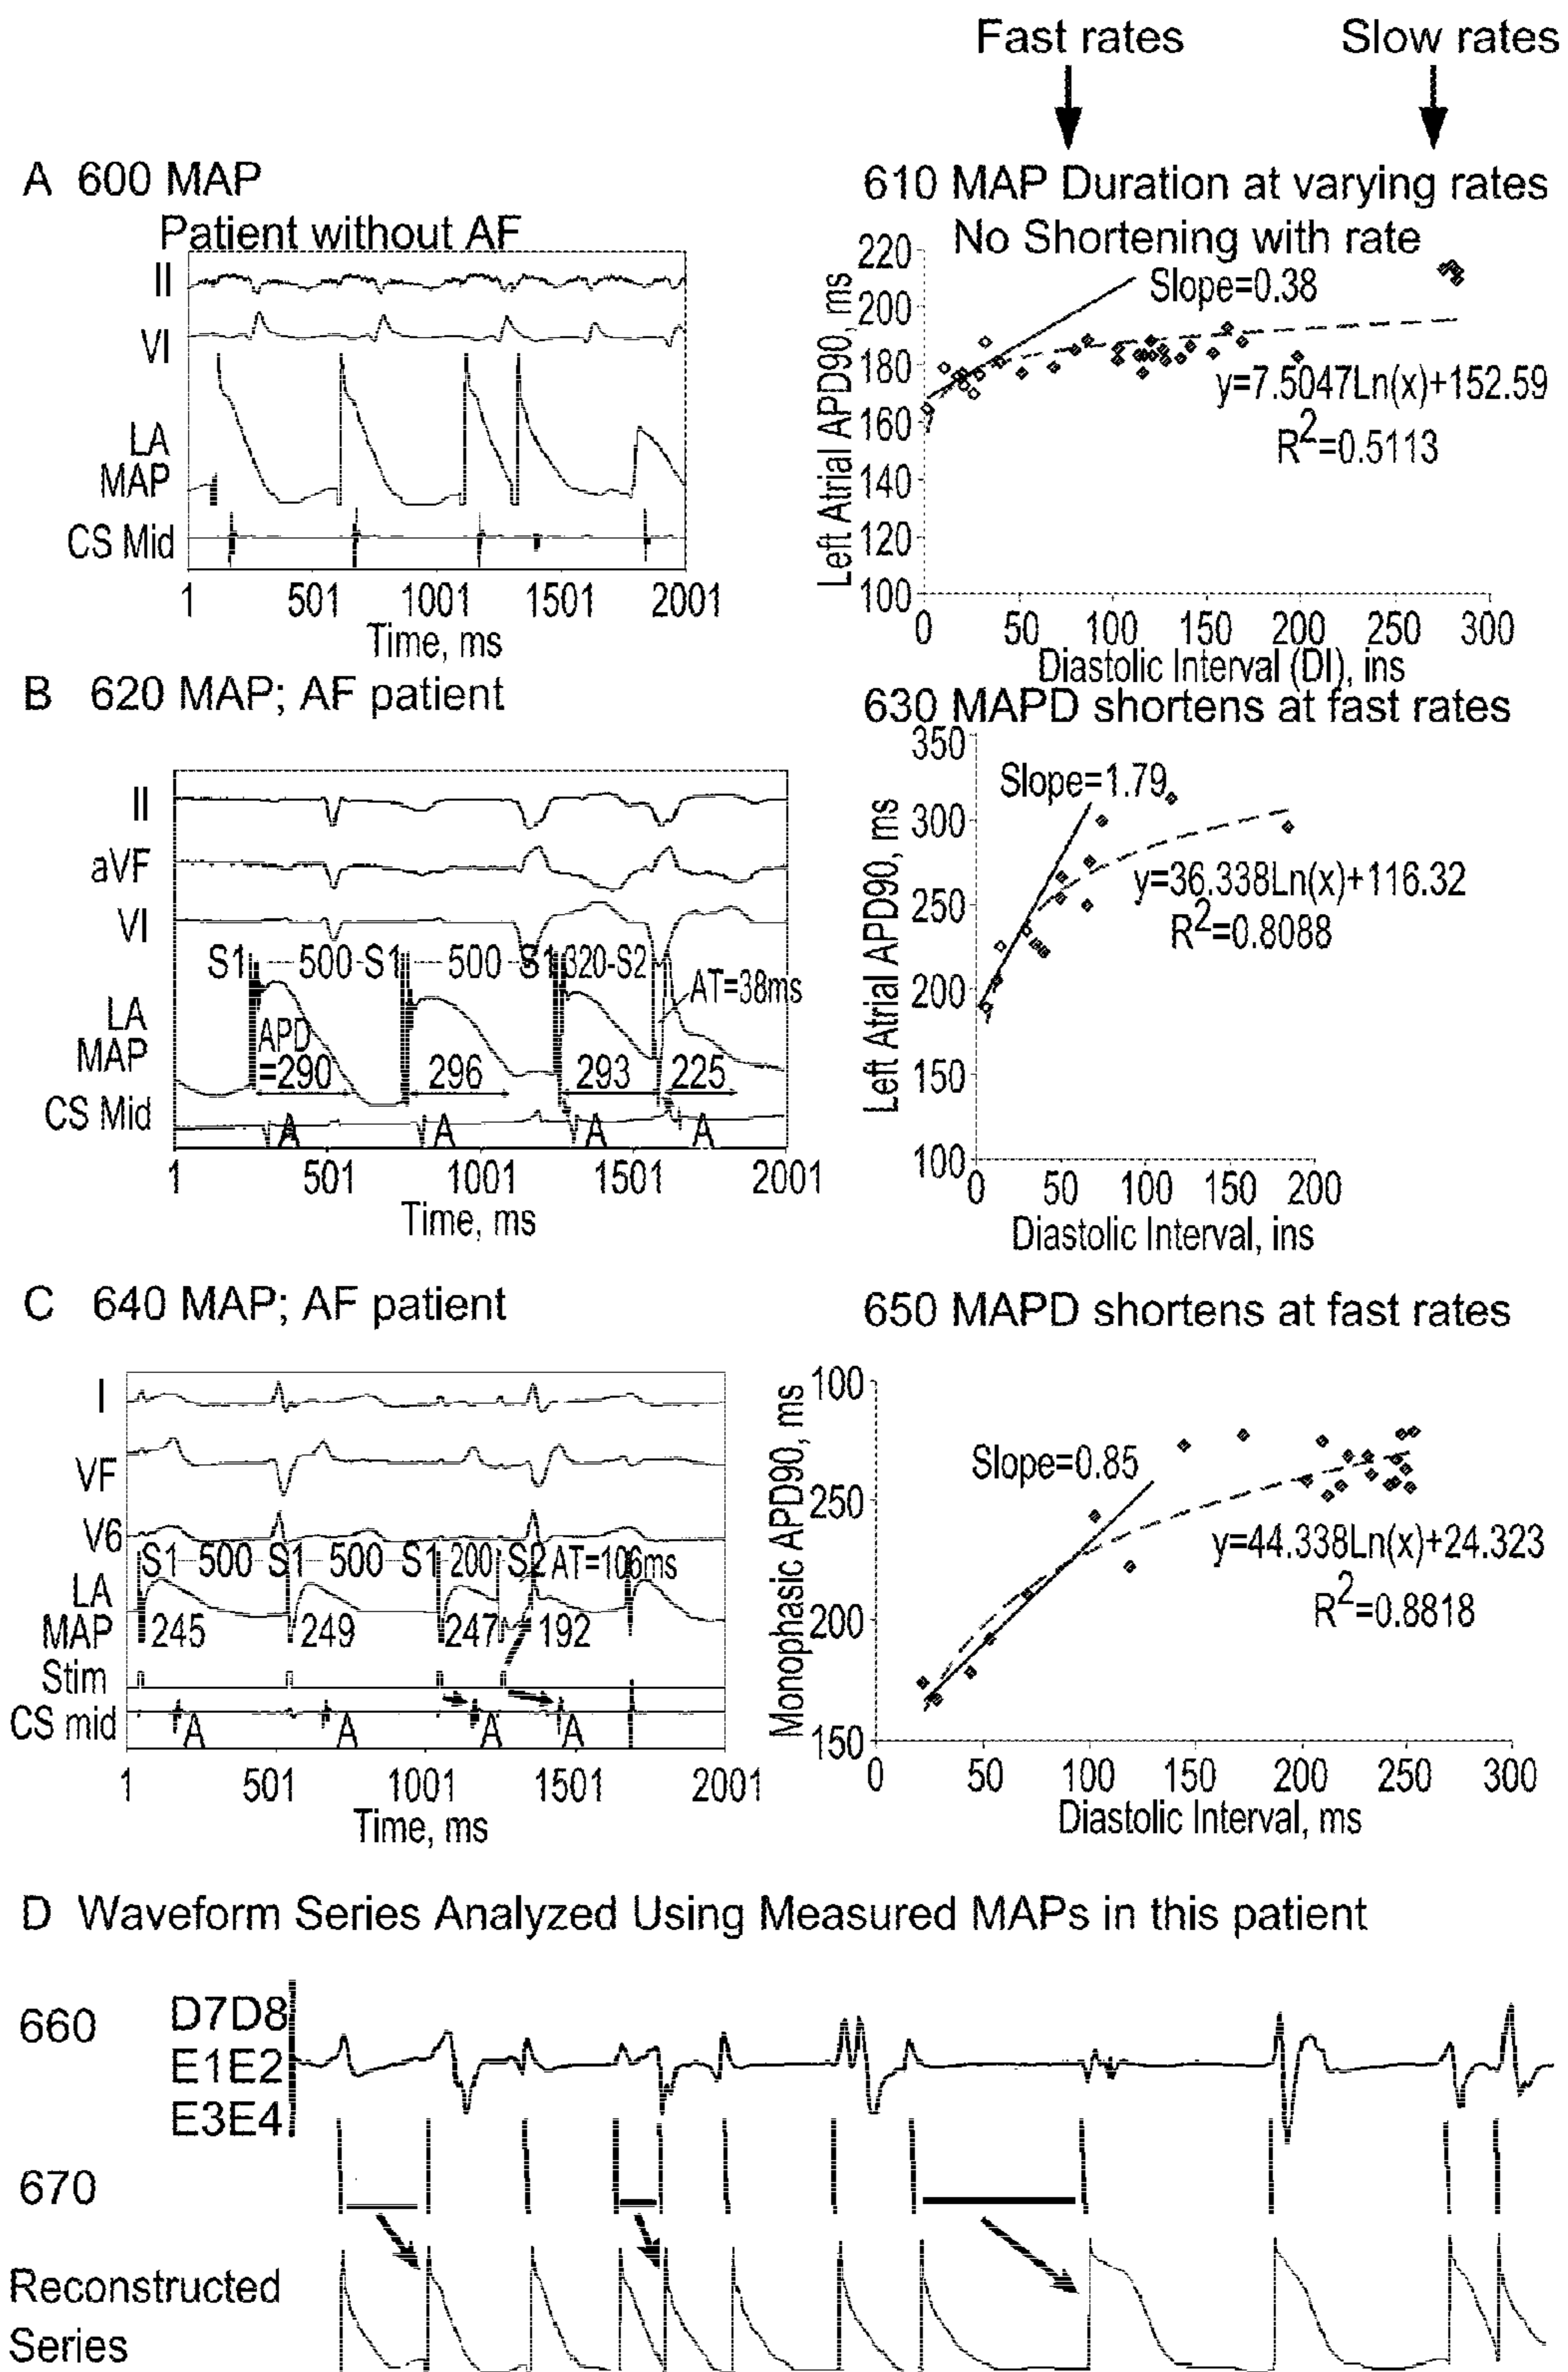 Fast rates
Slow rates
A 600 MAP
Patient without AF
II
VI
LA
MAP
CS Mid
1 501 1001 1501 2001
Time, ms
610 MAP Duration at varying rates
No Shortening with rate
Left Atrial APD90, ms
220
200
180
160
140
120
100
Slope=0.38
y=7.5047Ln(x)+152.59
R2=0.5113
0 50 100 150 200 250 300
Diastolic Interval (DI), ins
B 620 MAP; AF patient
II
aVF
VI
S1 500-S1 500-S1 320-S2
AT=38ms
LA
MAP
APD
=290 296 293 225
CS Mid
A A A A
1 501 1001 1501 2001
Time, ms
630 MAPD shortens at fast rates
Left Atrial APD90, ms
350
300
250
200
150
100
Slope=1.79
y=36.338Ln(x)+116.32
R2=0.8088
0 50 100 150 200
Diastolic Interval, ins
C 640 MAP; AF patient
I
VF
V6
S1-500-S1-500-S1-200 S2 AT=106ms
LA
MAP
245 249 247 192
Stim
CS mid
A A A A
1 501 1001 1501 2001
Time, ms
650 MAPD shortens at fast rates
Monophasic APD90, ms
100
250
200
150
Slope=0.85
y=44.338Ln(x)+24.323
R2=0.8818
0 50 100 150 200 250 300
Diastolic Interval, ms
D Waveform Series Analyzed Using Measured MAPs in this patient
660
D7D8
E1E2
E3E4
670
Reconstructed
Series